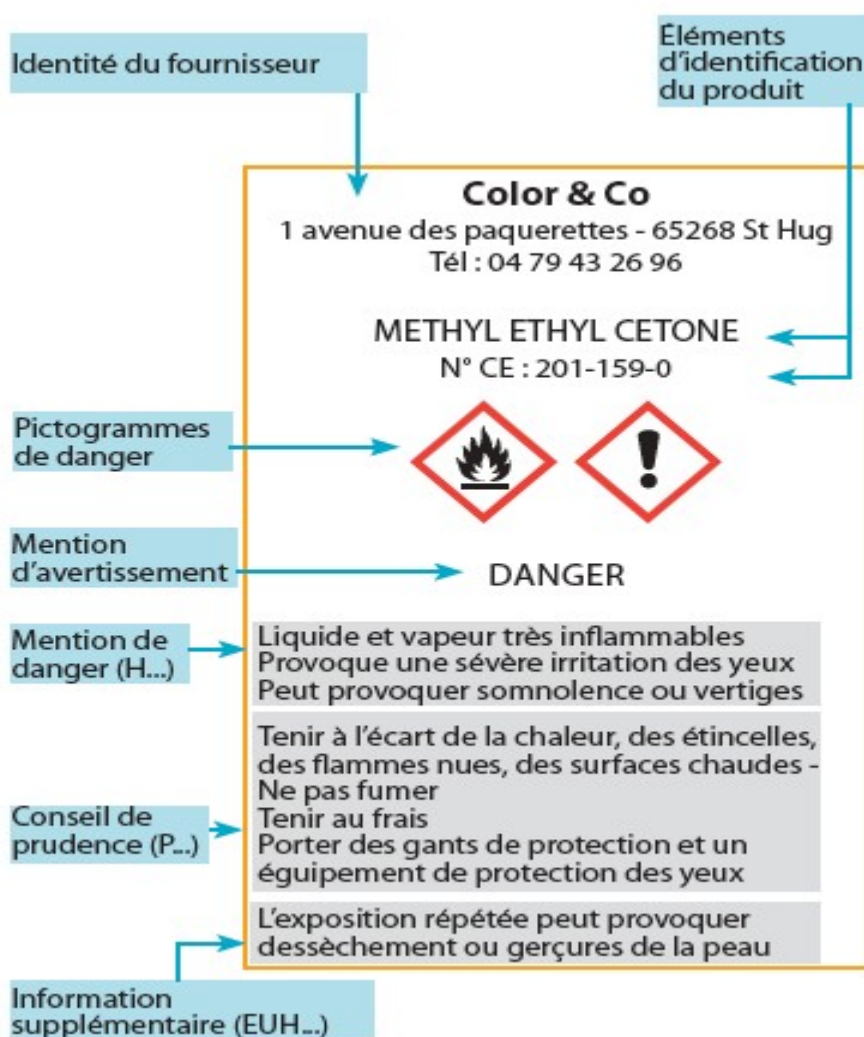 Identité du fournisseur
Éléments
d'identification
du produit
Color & Co
1 avenue des paquerettes - 65268 St Hug
Tél : 04 79 43 26 96
METHYL ETHYL CETONE
N° CE : 201-159-0
Pictogrammes
de danger
Mention
d'avertissement
DANGER
Mention de
danger (H...)
Liquide et vapeur très inflammables
Provoque une sévère irritation des yeux
Peut provoquer somnolence ou vertiges
Conseil de
prudence (P...)
Tenir à l'écart de la chaleur, des étincelles,
des flammes nues, des surfaces chaudes -
Ne pas fumer
Tenir au frais
Porter des gants de protection et un
éguipement de protection des yeux
L'exposition répétée peut provoquer
dessèchement ou gerçures de la peau
Information
supplémentaire (EUH...)